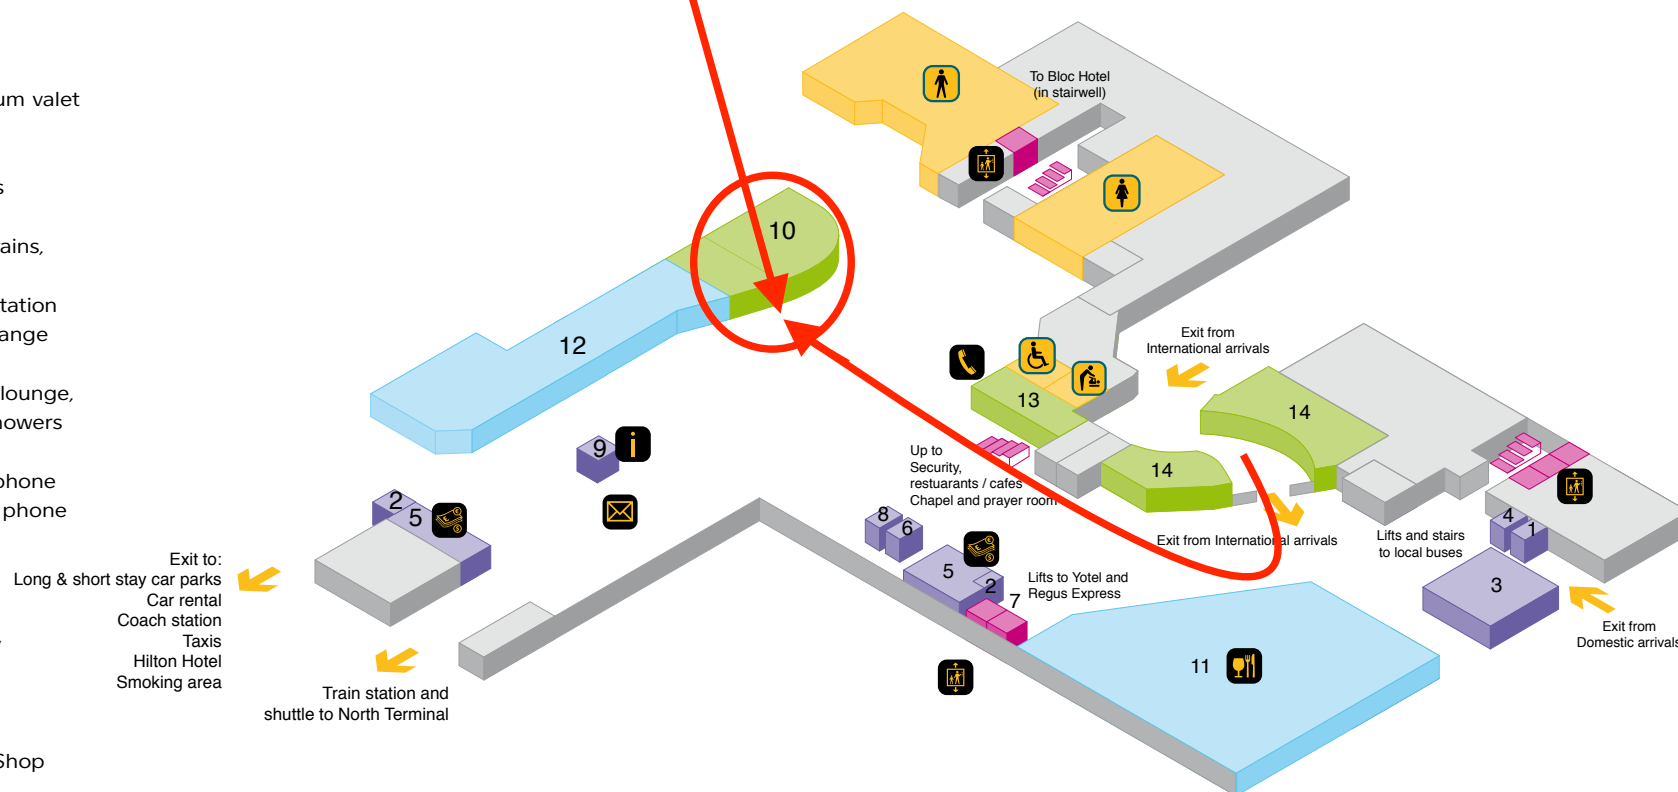 um valet
s
rains,
tation
ange
lounge,
howers
phone
phone
Shop
To Bloc Hotel
(in stairwell)
10
12
Exit from
International arrivals
13
14
14
9
i
2
5
Up to
Security,
restuarants / cafes
Chapel and prayer room
8
6
5
2
7
Exit from International arrivals
Lifts and stairs
to local buses
4
1
3
Lifts to Yotel and
Regus Express
Exit from
Domestic arrivals
11
Exit to:
Long & short stay car parks
Car rental
Coach station
Taxis
Hilton Hotel
Smoking area
Train station and
shuttle to North Terminal